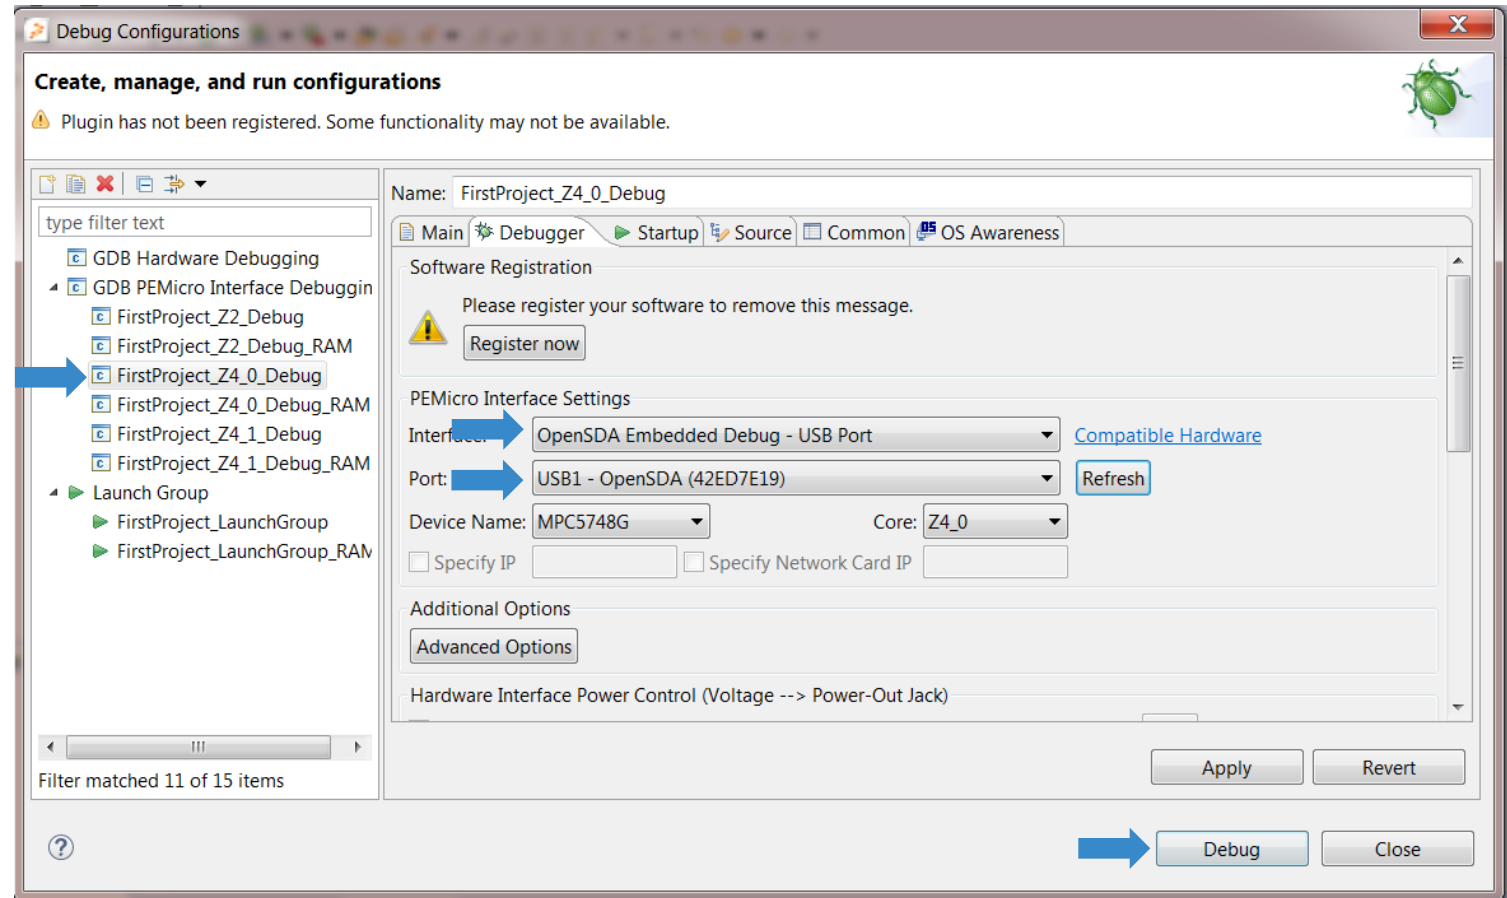 Debug Configurations
X
Create, manage, and run configurations
Plugin has not been registered. Some functionality may not be available.
Name: FirstProject_Z4_0_Debug
type filter text
Main Debugger Startup Source Common OS Awareness
GDB Hardware Debugging
GDB PEMicro Interface Debuggin
FirstProject_Z2_Debug
FirstProject_Z2_Debug_RAM
FirstProject_Z4_0_Debug
FirstProject_Z4_0_Debug_RAM
FirstProject_Z4_1_Debug
FirstProject_Z4_1_Debug_RAM
Launch Group
FirstProject_LaunchGroup
FirstProject_LaunchGroup_RAM
Filter matched 11 of 15 items
Software Registration
Please register your software to remove this message.
Register now
PEMicro Interface Settings
Interface: OpenSDA Embedded Debug - USB Port Compatible Hardware
Port: USB1 - OpenSDA (42ED7E19) Refresh
Device Name: MPC5748G Core: Z4_0
Specify IP Specify Network Card IP
Additional Options
Advanced Options
Hardware Interface Power Control (Voltage --> Power-Out Jack)
Apply Revert
? Debug Close